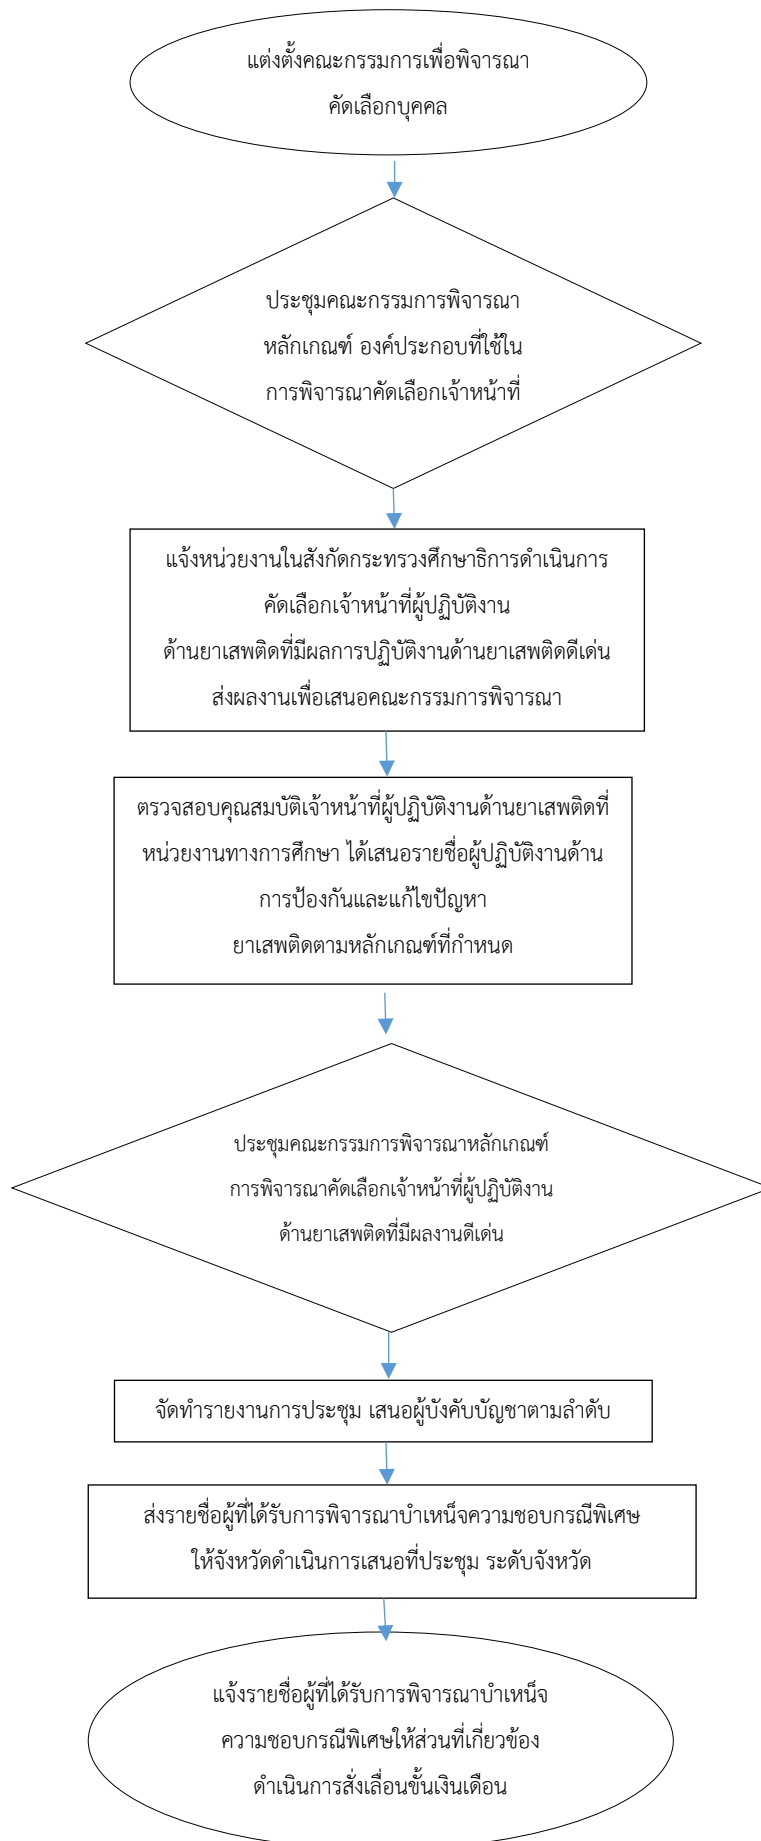 แต่งตั้งคณะกรรมการเพื่อพิจารณา
คัดเลือกบุคคล
ประชุมคณะกรรมการพิจารณา
หลักเกณฑ์ องค์ประกอบที่ใช้ใน
การพิจารณาคัดเลือกเจ้าหน้าที่
แจ้งหน่วยงานในสังกัดกระทรวงศึกษาธิการดำเนินการ
คัดเลือกเจ้าหน้าที่ผู้ปฏิบัติงาน
ด้านยาเสพติดที่มีผลการปฏิบัติงานด้านยาเสพติดดีเด่น
ส่งผลงานเพื่อเสนอคณะกรรมการพิจารณา
ตรวจสอบคุณสมบัติเจ้าหน้าที่ผู้ปฏิบัติงานด้านยาเสพติดที่
หน่วยงานทางการศึกษา ได้เสนอรายชื่อผู้ปฏิบัติงานด้าน
การป้องกันและแก้ไขปัญหา
ยาเสพติดตามหลักเกณฑ์ที่กำหนด
ประชุมคณะกรรมการพิจารณาหลักเกณฑ์
การพิจารณาคัดเลือกเจ้าหน้าที่ผู้ปฏิบัติงาน
ด้านยาเสพติดที่มีผลงานดีเด่น
จัดทำรายงานการประชุม เสนอผู้บังคับบัญชาตามลำดับ
ส่งรายชื่อผู้ที่ได้รับการพิจารณาบำเหน็จความชอบกรณีพิเศษ
ให้จังหวัดดำเนินการเสนอที่ประชุม ระดับจังหวัด
แจ้งรายชื่อผู้ที่ได้รับการพิจารณาบำเหน็จ
ความชอบกรณีพิเศษให้ส่วนที่เกี่ยวข้อง
ดำเนินการสั่งเลื่อนขั้นเงินเดือน